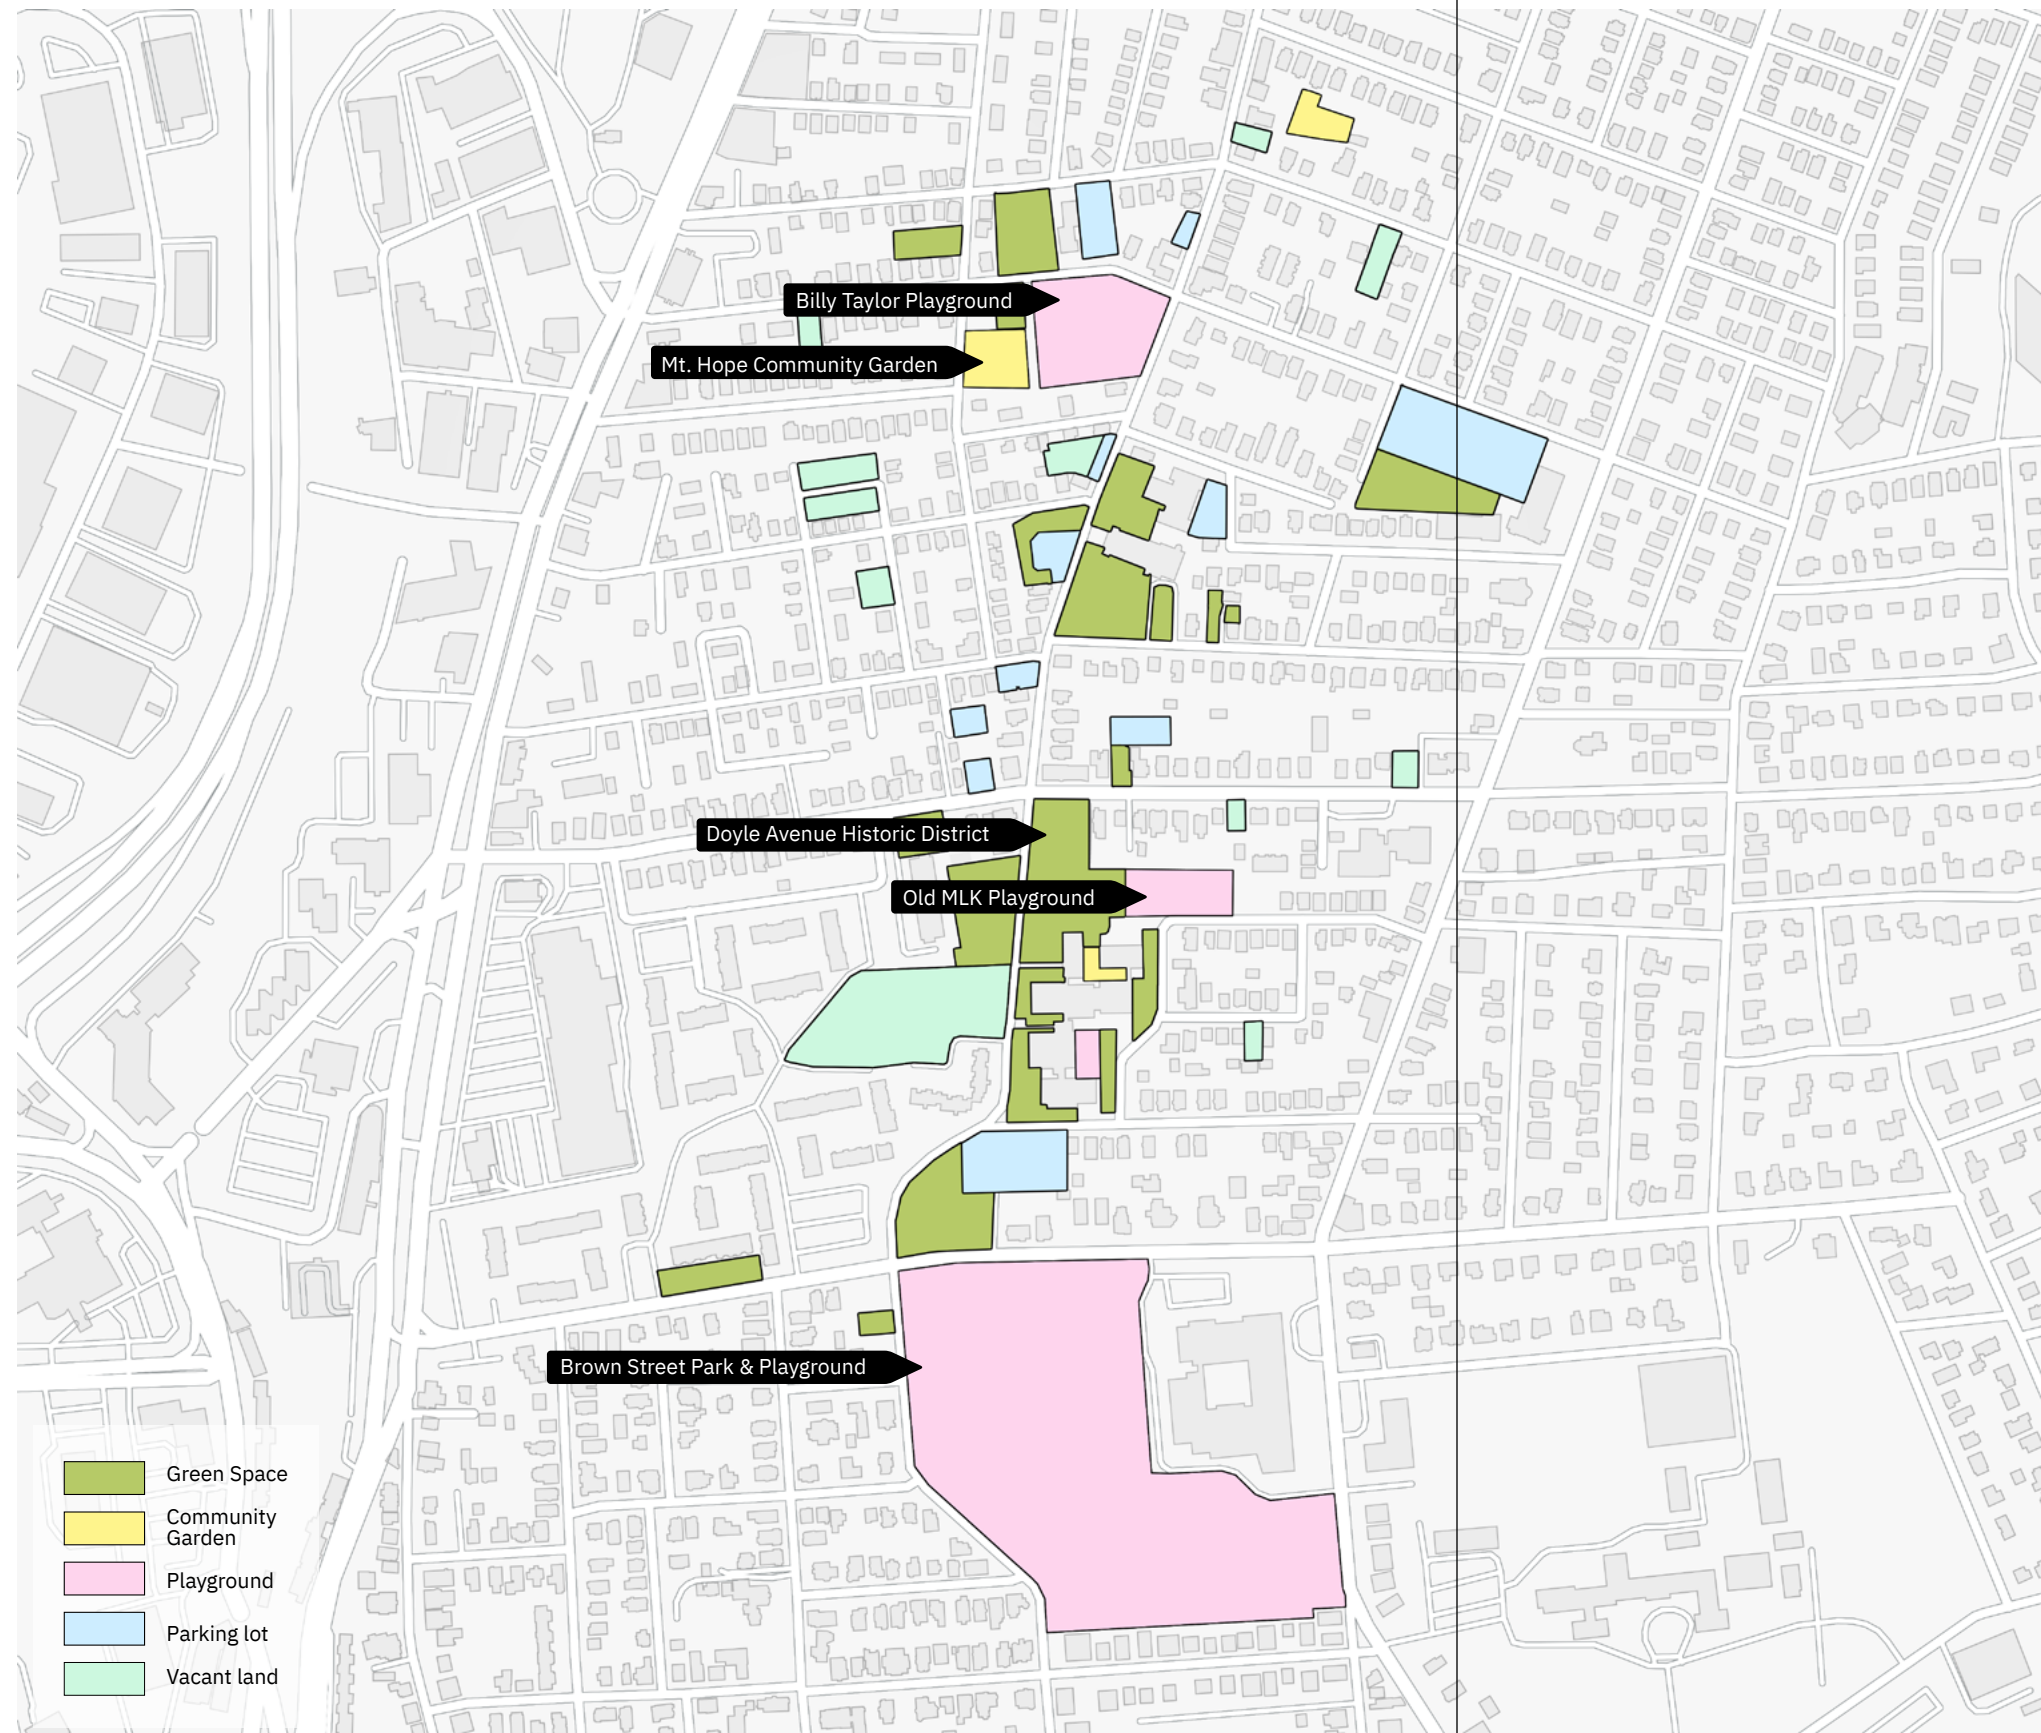 Billy Taylor Playground
Mt. Hope Community Garden
Doyle Avenue Historic District
Old MLK Playground
Brown Street Park & Playground
Green Space
Community
Garden
Playground
Parking lot
Vacant land